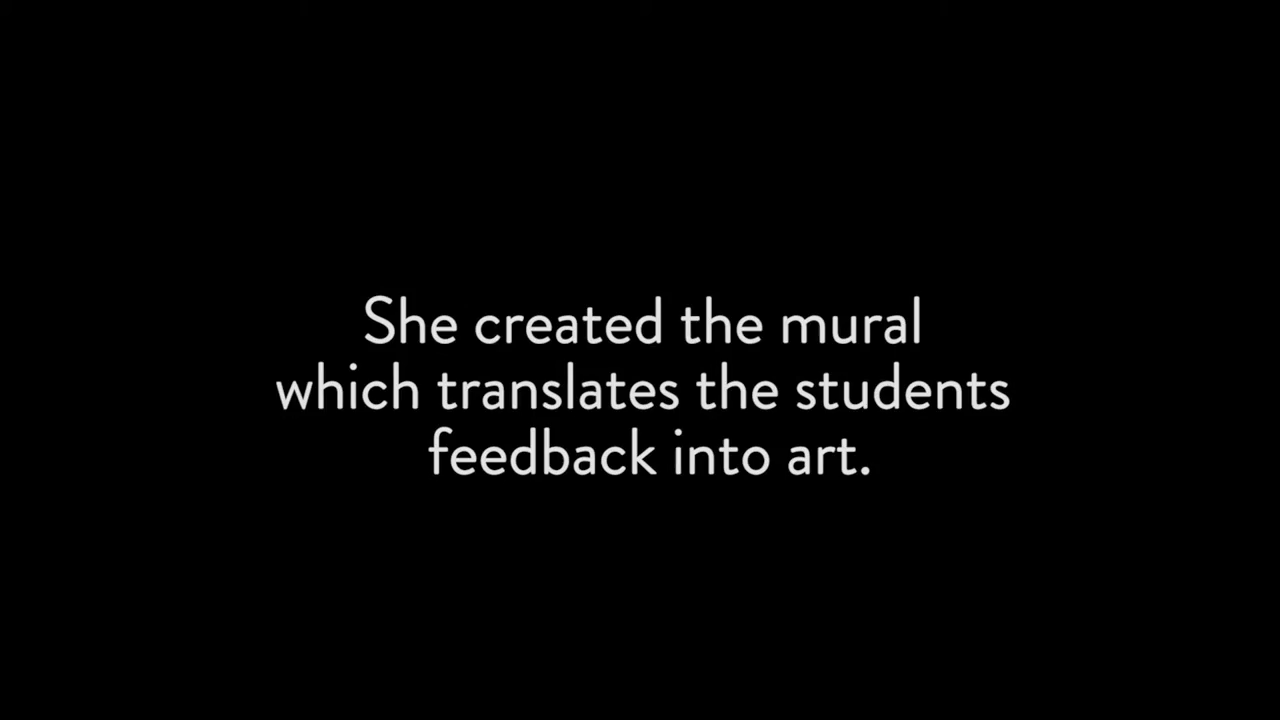 She created the mural
which translates the students
feedback into art.